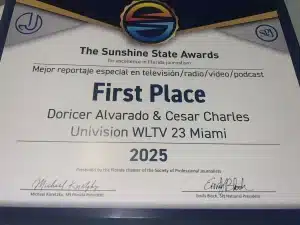 The Sunshine State Awards
for excellence in Florida journalism
Mejor reportaje especial en televisión/radio/video/podcast
First Place
Doricer Alvarado & Cesar Charles
Univision WLTV 23 Miami
2025
Presented by the Florida chapter of the Society of Professional Journalists